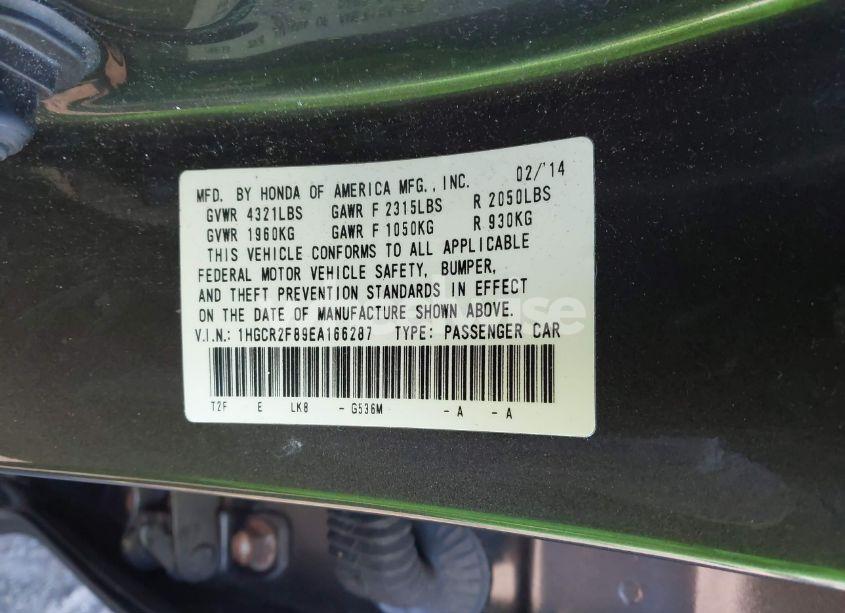 MFD. BY HONDA OF AMERICA MFG., INC. 02/'14
GVWR 4321LBS GAWR F 2315LBS R 2050LBS
GVWR 1960KG GAWR F 1050KG R 930KG
THIS VEHICLE CONFORMS TO ALL APPLICABLE
FEDERAL MOTOR VEHICLE SAFETY, BUMPER,
AND THEFT PREVENTION STANDARDS IN EFFECT
ON THE DATE OF MANUFACTURE SHOWN ABOVE.
V.I.N.: 1HGCR2F89EA166287 TYPE: PASSENGER CAR
T2F E LK8 - G536M - A - A